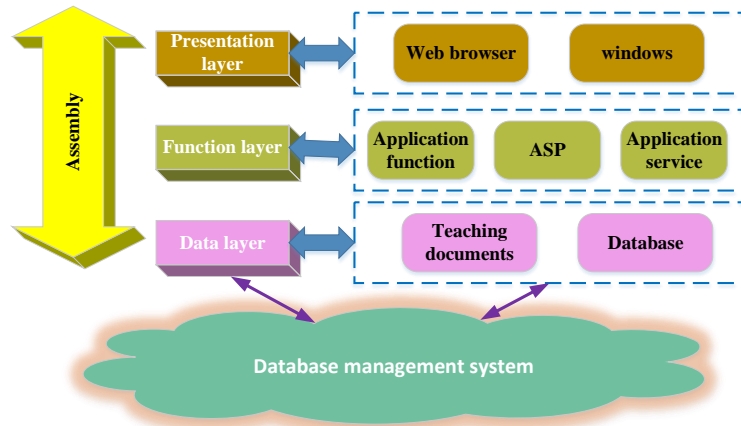 Assembly
Presentation
layer
Web browser
windows
Function layer
Application
function
ASP
Application
service
Data layer
Teaching
documents
Database
Database management system